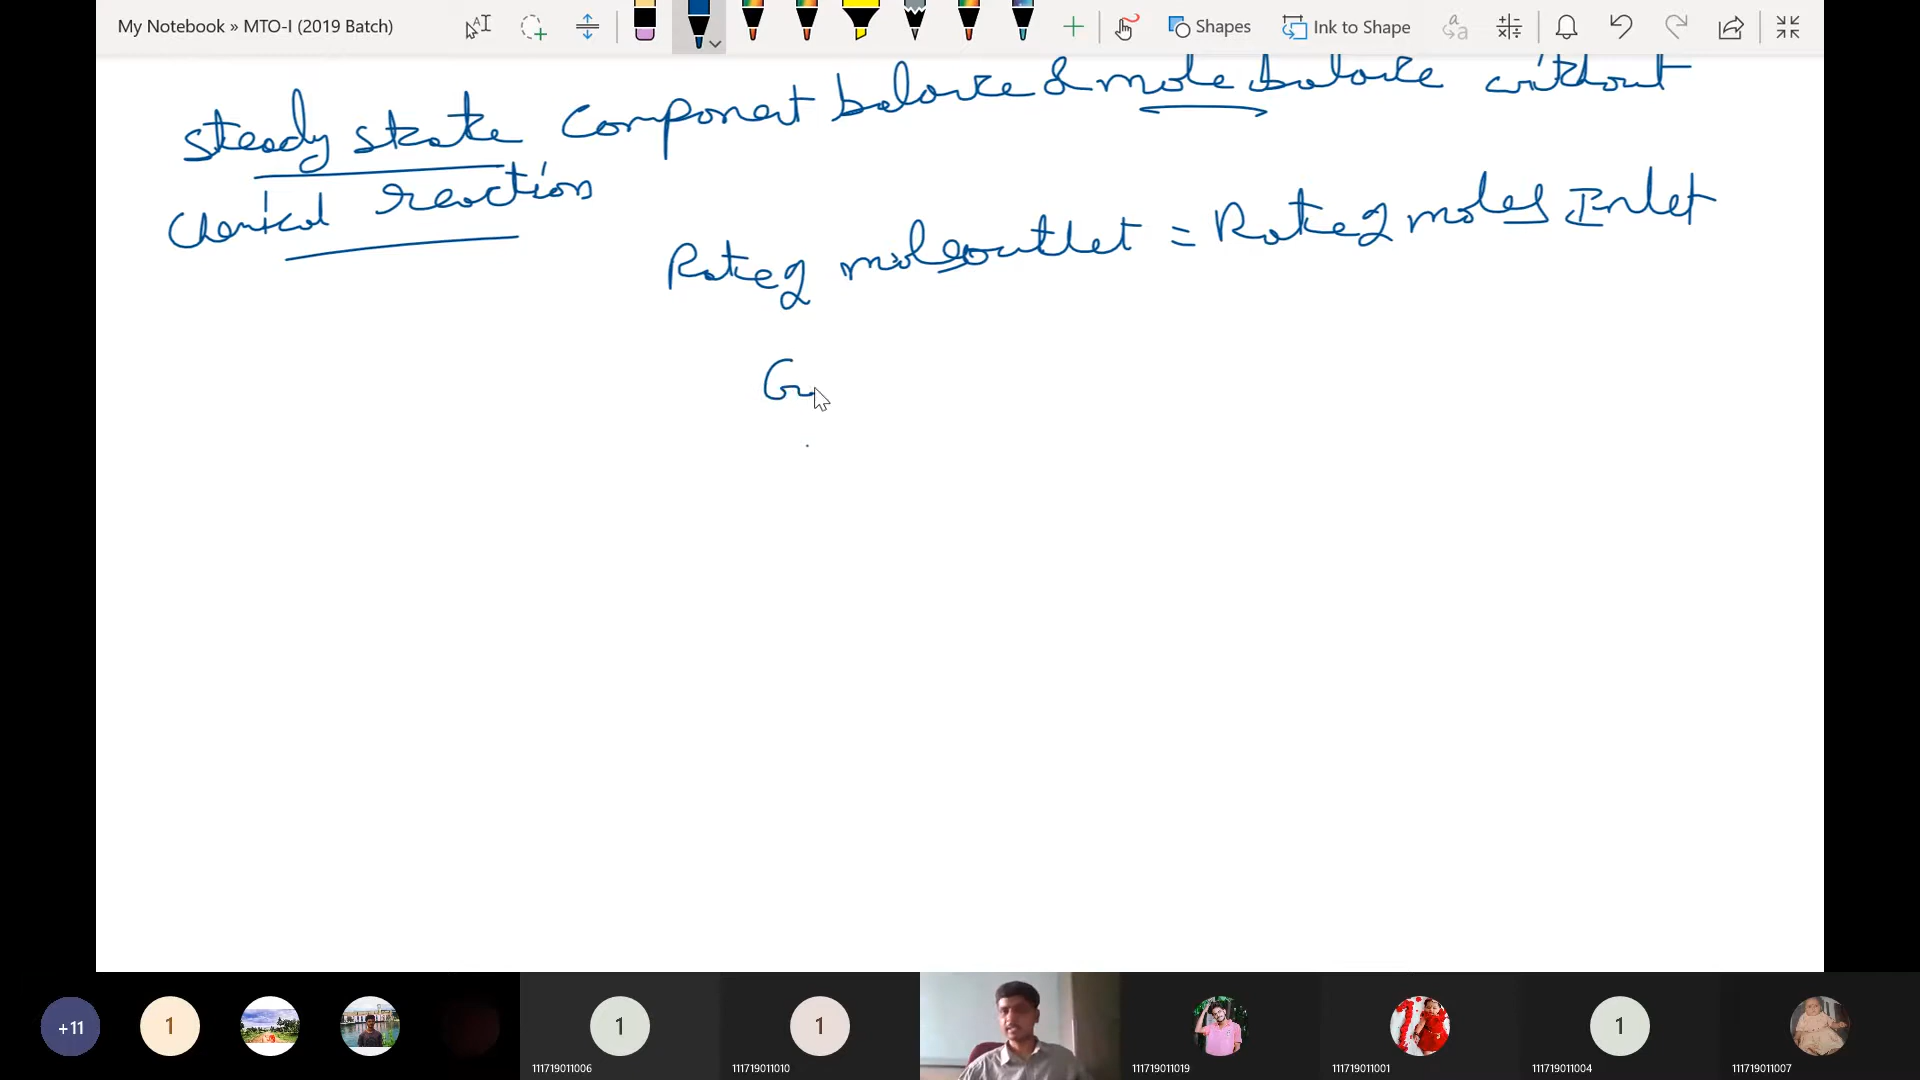 My Notebook » MTO-I (2019 Batch)
Shapes
Ink to Shape
steady state component balance & mole balance without
chemical reaction
Rate of moles outlet = Rate of moles Inlet
G
+11
1
1
1
1
111719011006
111719011010
111719011019
111719011001
111719011004
111719011007